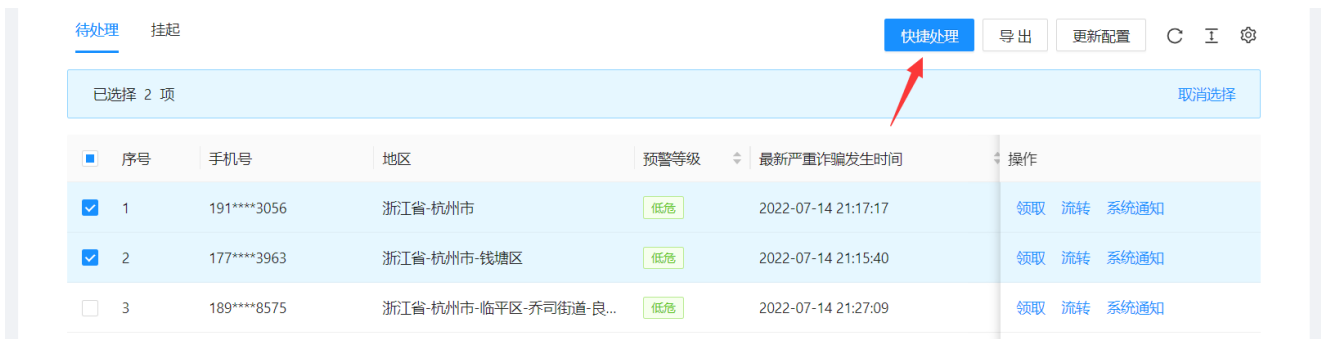 待处理 挂起 快捷处理 导出 更新配置
已选择 2 项 取消选择
序号 手机号 地区 预警等级 最新严重诈骗发生时间 操作
1 191****3056 浙江省-杭州市 低危 2022-07-14 21:17:17 领取 流转 系统通知
2 177****3963 浙江省-杭州市-钱塘区 低危 2022-07-14 21:15:40 领取 流转 系统通知
3 189****8575 浙江省-杭州市-临平区-乔司街道-良... 低危 2022-07-14 21:27:09 领取 流转 系统通知